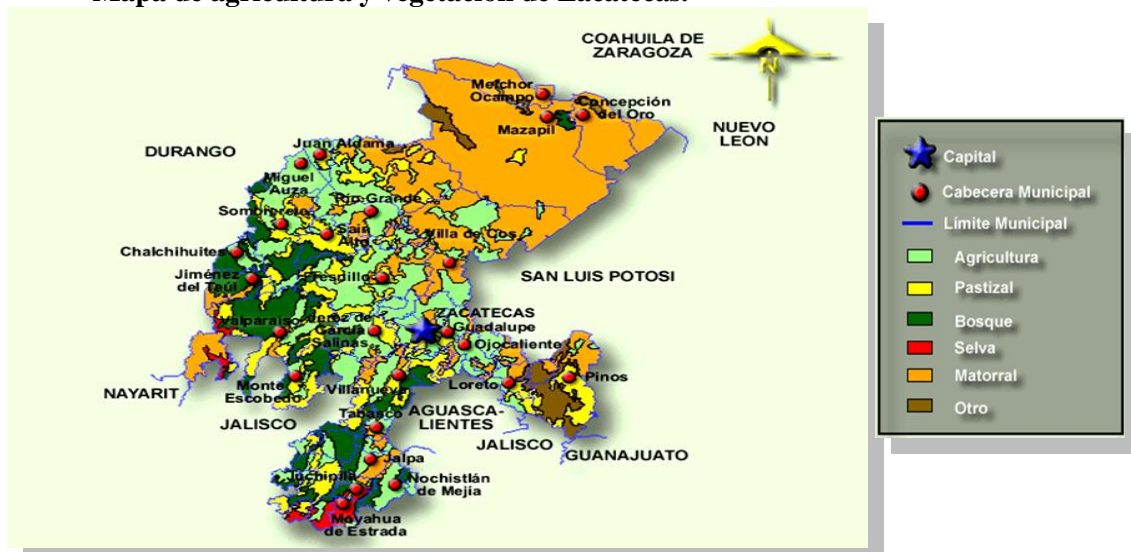 Mapa de agricultura y vegetación de Zacatecas.
COAHUILA DE
ZARAGOZA
N
Melchor
Ocampo
Concepción
del Oro
Mazapil
NUEVO
LEON
DURANGO
Juan Aldama
Miguel
Auza
Rio Grande
Sombrerete
Sain
Alto
Villa de Cos
Chalchihuites
Jiménez
del Teúl
Fresnillo
SAN LUIS POTOSI
ZACATECAS
Valparaiso
Jerez de
García
Salinas
Guadalupe
Ojocaliente
NAYARIT
Monte
Escobedo
Villanueva
Loreto
Pinos
JALISCO
Tabasco
AGUASCA-
LIENTES
JALISCO
GUANAJUATO
Jalpa
Juchipila
Nochistlán
de Mejía
Moyahua
de Estrada
Capital
Cabecera Municipal
Límite Municipal
Agricultura
Pastizal
Bosque
Selva
Matorral
Otro